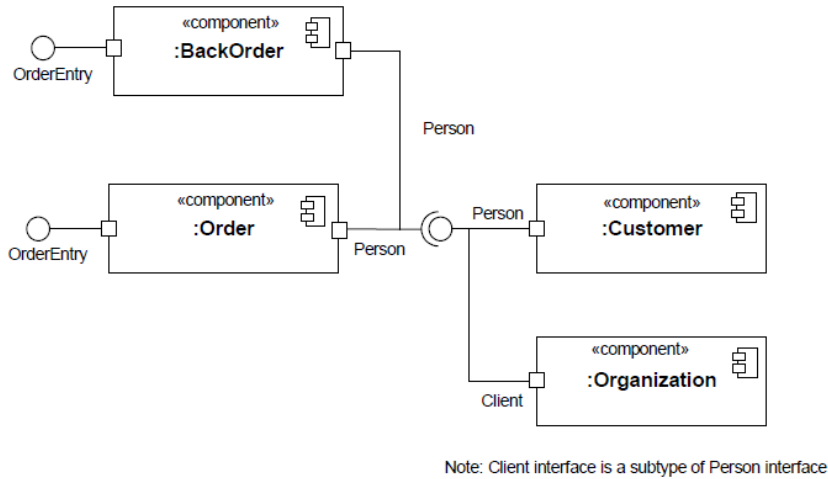 «component»
:BackOrder
OrderEntry
Person
«component»
:Order
OrderEntry
Person
Person
«component»
:Customer
«component»
:Organization
Client
Note: Client interface is a subtype of Person interface